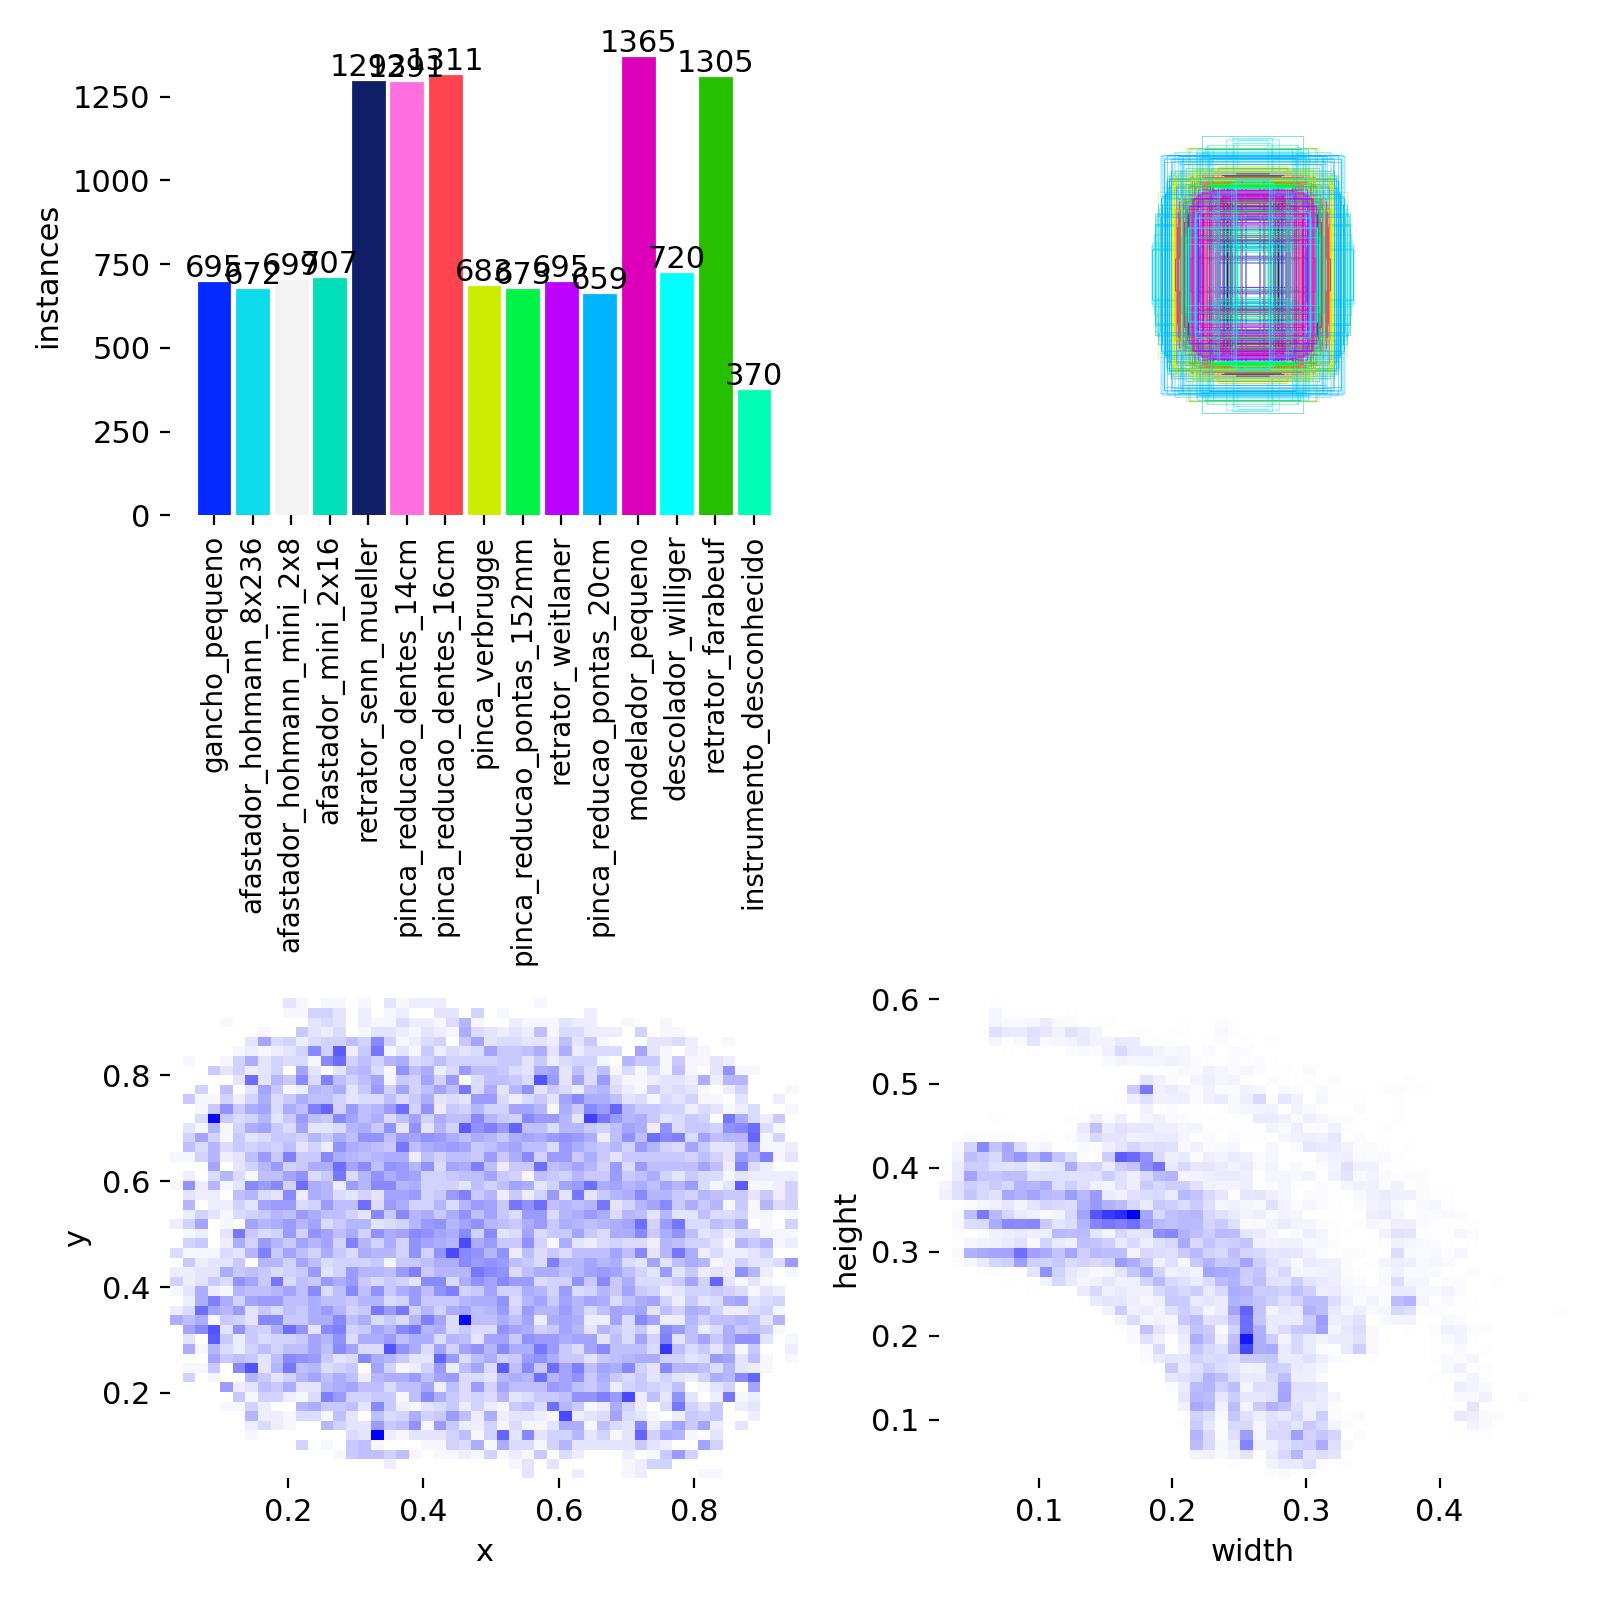 1365
1311
1305
1291
1250
1000
750
500
250
0
instances
695
672
699
707
683
695
659
720
370
gancho_pequeno
afastador_hohmann_8x236
afastador_hohmann_mini_2x8
afastador_mini_2x16
retrator_senn_mueller
pinca_reducao_dentes_14cm
pinca_reducao_dentes_16cm
pinca_verbrugge
pinca_reducao_pontas_152mm
retrator_weitlaner
pinca_reducao_pontas_20cm
modelador_pequeno
descolador_williger
retrator_farabeuf
instrumento_desconhecido
0.8
0.6
0.4
0.2
y
0.2 0.4 0.6 0.8
x
0.6
0.5
0.4
0.3
0.2
0.1
height
0.1 0.2 0.3 0.4
width